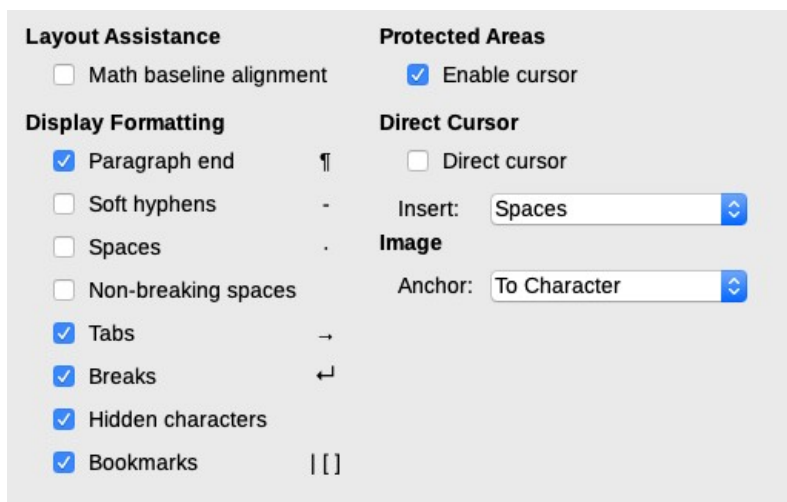 Layout Assistance
Math baseline alignment
Display Formatting
Paragraph end ¶
Soft hyphens -
Spaces ·
Non-breaking spaces
Tabs →
Breaks ↵
Hidden characters
Bookmarks |[]
Protected Areas
Enable cursor
Direct Cursor
Direct cursor
Insert: Spaces
Image
Anchor: To Character